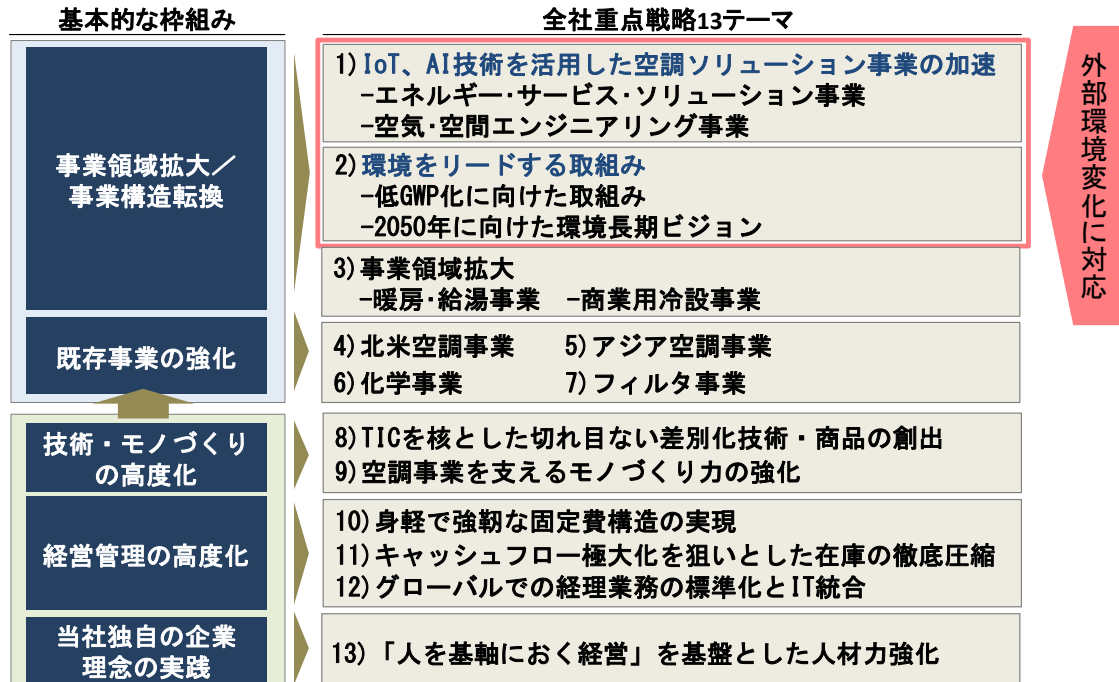 基本的な枠組み
全社重点戦略13テーマ
事業領域拡大／
事業構造転換
1)IoT、AI技術を活用した空調ソリューション事業の加速
-エネルギー･サービス･ソリューション事業
-空気･空間エンジニアリング事業
2)環境をリードする取組み
-低GWP化に向けた取組み
-2050年に向けた環境長期ビジョン
3)事業領域拡大
-暖房･給湯事業 -商業用冷設事業
外部環境変化に対応
既存事業の強化
4)北米空調事業 5)アジア空調事業
6)化学事業 7)フィルタ事業
技術・モノづくり
の高度化
8)TICを核とした切れ目ない差別化技術・商品の創出
9)空調事業を支えるモノづくり力の強化
経営管理の高度化
10)身軽で強靭な固定費構造の実現
11)キャッシュフロー極大化を狙いとした在庫の徹底圧縮
12)グローバルでの経理業務の標準化とIT統合
当社独自の企業
理念の実践
13)「人を基軸におく経営」を基盤とした人材力強化